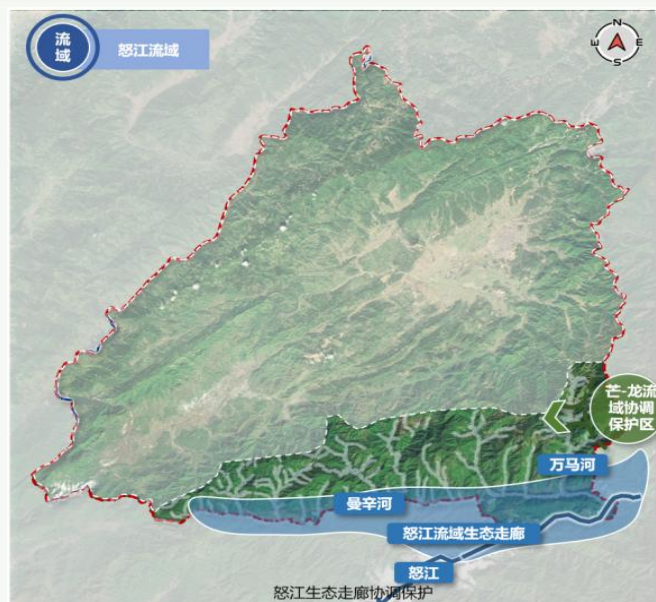 流
域
怒江流域
N
W
E
S
芒-龙流
域协调
保护区
万马河
曼辛河
怒江流域生态走廊
怒江
怒江生态走廊协调保护